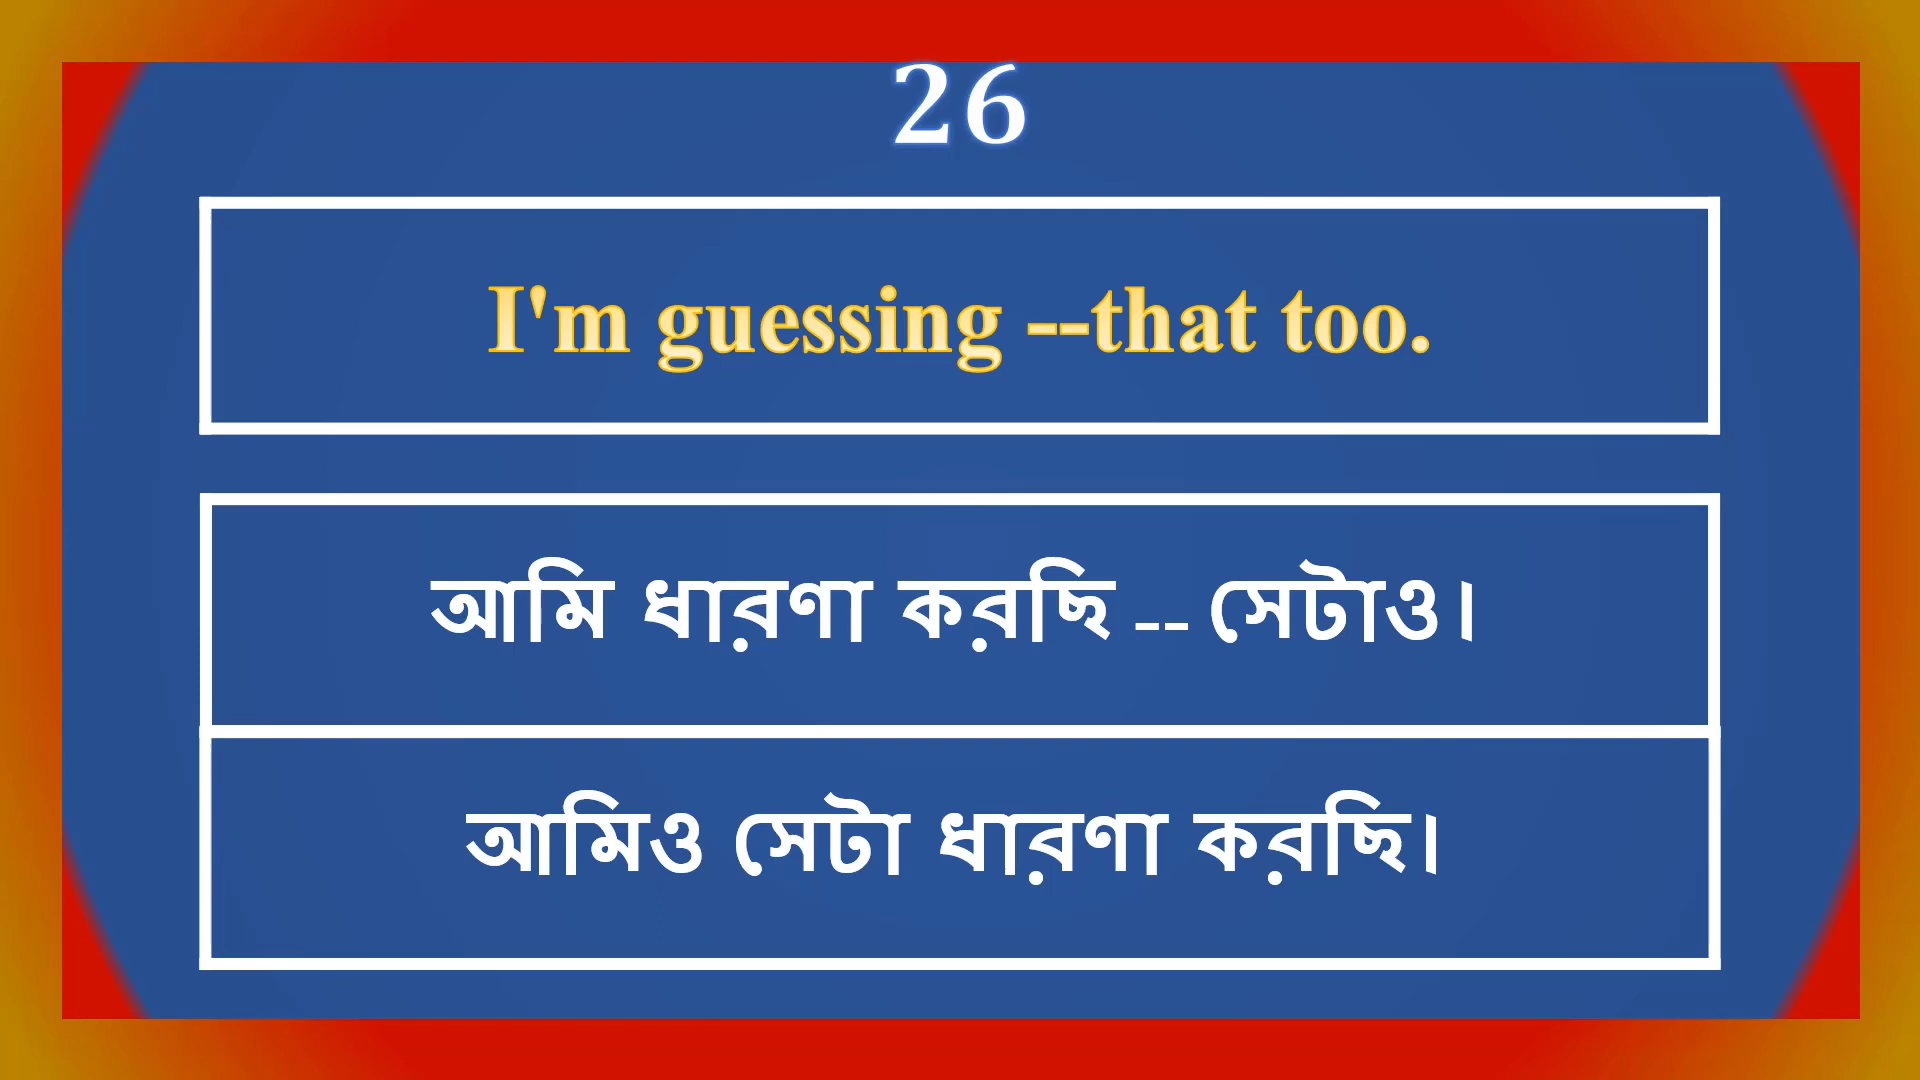 26
I'm guessing --that too.
আমি ধারণা করছি -- সেটাও।
আমিও সেটা ধারণা করছি।